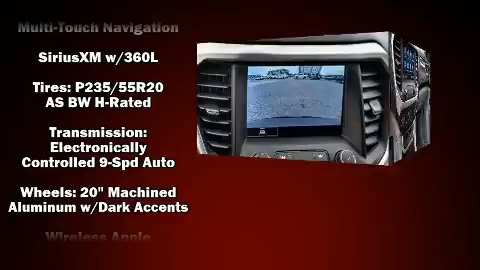 Multi-Touch Navigation
SiriusXM w/360L
Tires: P235/55R20
AS BW H-Rated
Transmission:
Electronically
Controlled 9-Spd Auto
Wheels: 20" Machined
Aluminum w/Dark Accents
Wireless Apple